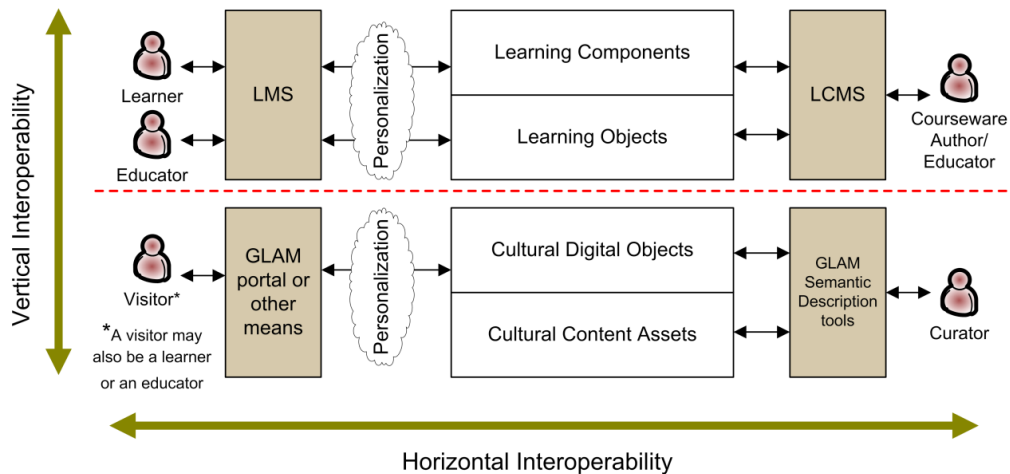 Vertical Interoperability
Learner
Educator
LMS
Personalization
Learning Components
Learning Objects
LCMS
Courseware
Author/
Educator
Visitor*
*A visitor may
also be a learner
or an educator
GLAM
portal or
other
means
Personalization
Cultural Digital Objects
Cultural Content Assets
GLAM
Semantic
Description
tools
Curator
Horizontal Interoperability